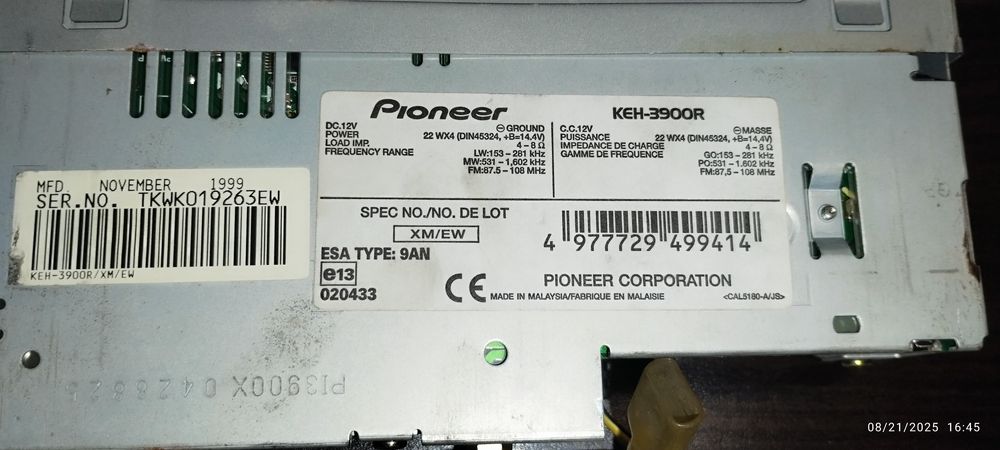 Pioneer
KEH-3900R
DC.12V ⊖GROUND
POWER 22 WX4 (DIN45324, +B=14.4V)
LOAD IMP. 4 – 8 Ω
FREQUENCY RANGE LW:153 – 281 kHz
MW:531 – 1,602 kHz
FM:87.5 – 108 MHz
C.C.12V ⊖MASSE
PUISSANCE 22 WX4 (DIN45324, +B=14,4V)
IMPEDANCE DE CHARGE 4 – 8 Ω
GAMME DE FREQUENCE GO:153 – 281 kHz
PO:531 – 1.602 kHz
FM:87,5 – 108 MHz
MFD. NOVEMBER 1999
SER.NO. TKWK019263EW
KEH-3900R/XM/EW
SPEC NO./NO. DE LOT
XM/EW
ESA TYPE: 9AN
e13
020433
4 977729 499414
CE
PIONEER CORPORATION
MADE IN MALAYSIA/FABRIQUE EN MALAISIE
<CAL5180-A/JS>
PI3900X 0426625
08/21/2025 16:45